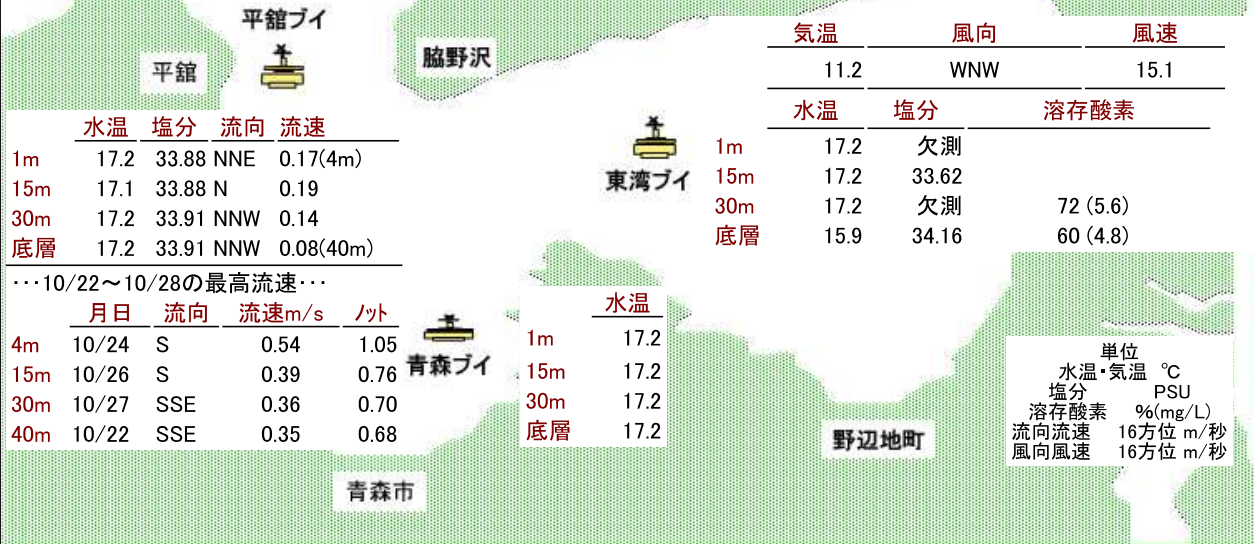 平舘ブイ
平舘
脇野沢
水温 塩分 流向 流速
1m 17.2 33.88 NNE 0.17(4m)
15m 17.1 33.88 N 0.19
30m 17.2 33.91 NNW 0.14
底層 17.2 33.91 NNW 0.08(40m)
･･･10/22～10/28の最高流速･･･
月日 流向 流速m/s ﾉｯﾄ
4m 10/24 S 0.54 1.05
15m 10/26 S 0.39 0.76
30m 10/27 SSE 0.36 0.70
40m 10/22 SSE 0.35 0.68
青森ブイ
水温
1m 17.2
15m 17.2
30m 17.2
底層 17.2
青森市
東湾ブイ
気温 風向 風速
11.2 WNW 15.1
水温 塩分 溶存酸素
1m 17.2 欠測
15m 17.2 33.62
30m 17.2 欠測 72 (5.6)
底層 15.9 34.16 60 (4.8)
野辺地町
単位
水温･気温 ℃
塩分 PSU
溶存酸素 %(mg/L)
流向流速 16方位 m/秒
風向風速 16方位 m/秒